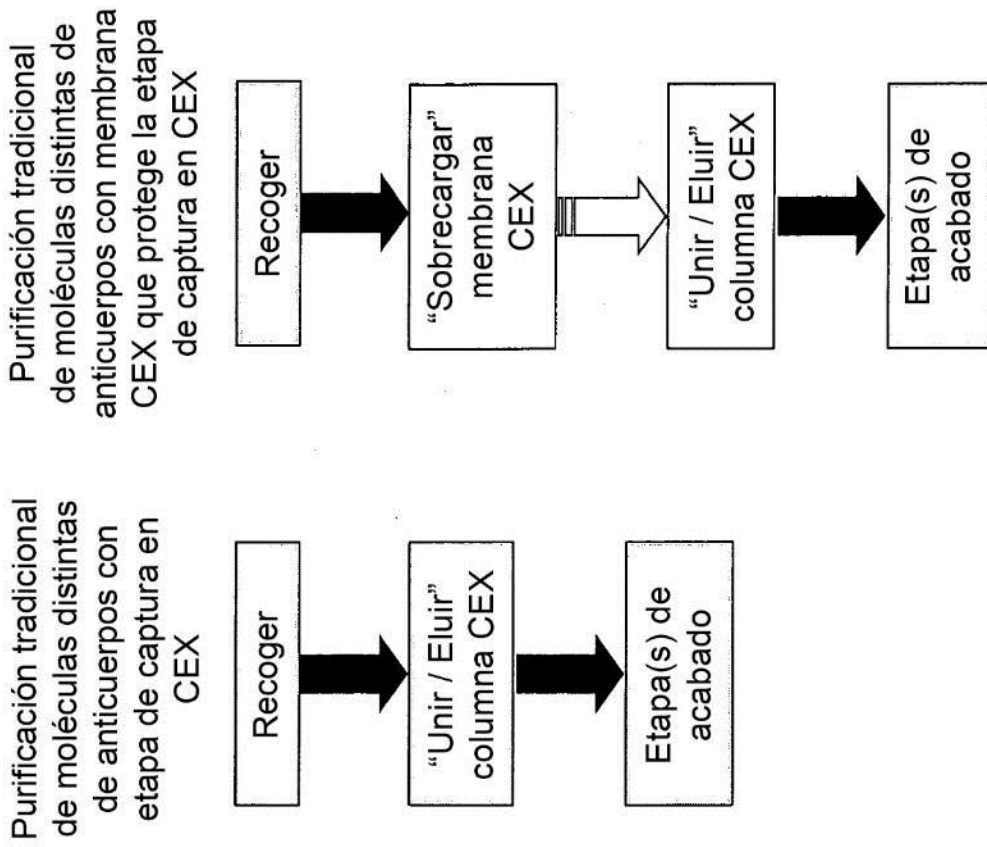 Purificación tradicional
de moléculas distintas
de anticuerpos con
etapa de captura en
CEX
Recoger
“Unir / Eluir”
columna CEX
Etapa(s) de
acabado
Purificación tradicional
de moléculas distintas de
anticuerpos con membrana
CEX que protege la etapa
de captura en CEX
Recoger
“Sobrecargar”
membrana
CEX
“Unir / Eluir”
columna CEX
Etapa(s) de
acabado